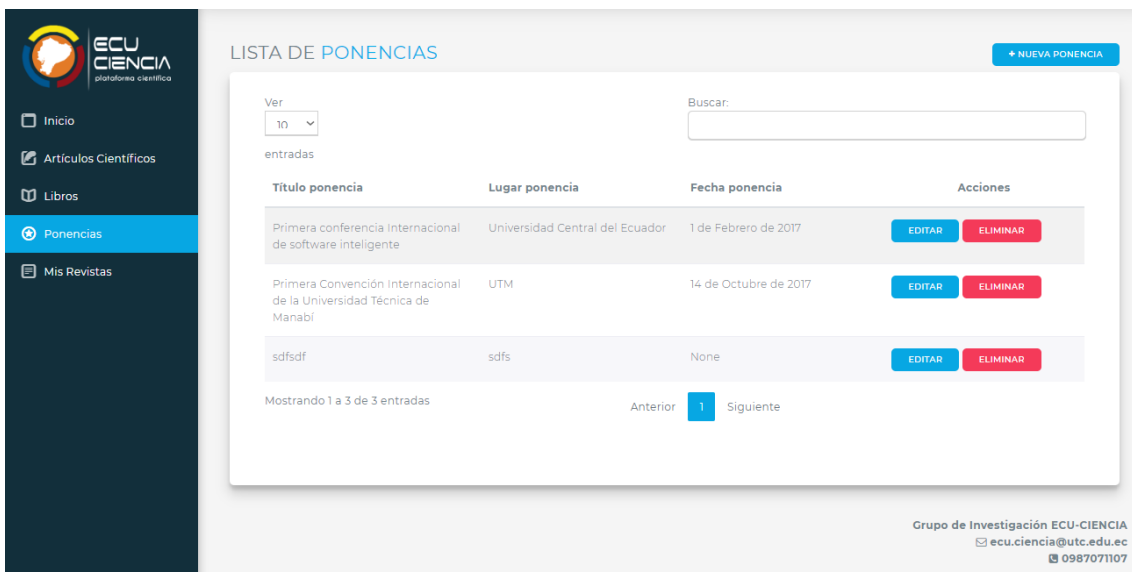 ECU
CIENCIA
plataforma científica
Inicio
Artículos Científicos
Libros
Ponencias
Mis Revistas
LISTA DE PONENCIAS
+ NUEVA PONENCIA
Ver
10
entradas
Buscar:
Título ponencia Lugar ponencia Fecha ponencia Acciones
Primera conferencia Internacional Universidad Central del Ecuador 1 de Febrero de 2017 EDITAR ELIMINAR
de software inteligente
Primera Convención Internacional UTM 14 de Octubre de 2017 EDITAR ELIMINAR
de la Universidad Técnica de
Manabí
sdfsdf sdfs None EDITAR ELIMINAR
Mostrando 1 a 3 de 3 entradas
Anterior 1 Siguiente
Grupo de Investigación ECU-CIENCIA
ecu.ciencia@utc.edu.ec
0987071107